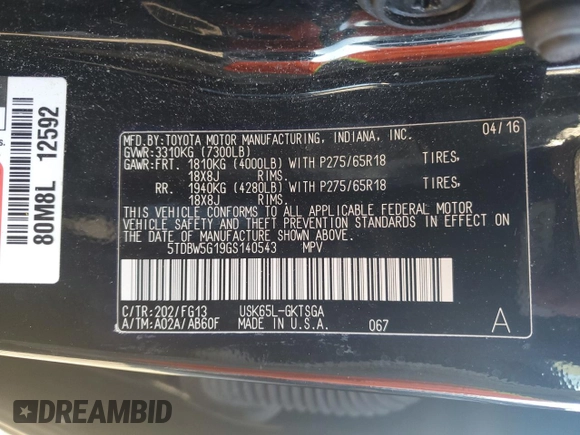 80M8L 12592
MFD.BY:TOYOTA MOTOR MANUFACTURING, INDIANA, INC. 04/16
GVWR:3310KG (7300LB)
GAWR:FRT. 1810KG (4000LB) WITH P275/65R18 TIRES,
18X8J RIMS.
RR. 1940KG (4280LB) WITH P275/65R18 TIRES,
18X8J RIMS.
THIS VEHICLE CONFORMS TO ALL APPLICABLE FEDERAL MOTOR
VEHICLE SAFETY AND THEFT PREVENTION STANDARDS IN EFFECT ON
THE DATE OF MANUFACTURE SHOWN ABOVE.
5TDBW5G19GS140543 MPV
C/TR:202/FG13 USK65L-GKTSGA
A/TM:A02A/AB60F MADE IN U.S.A. 067 A
DREAMBID